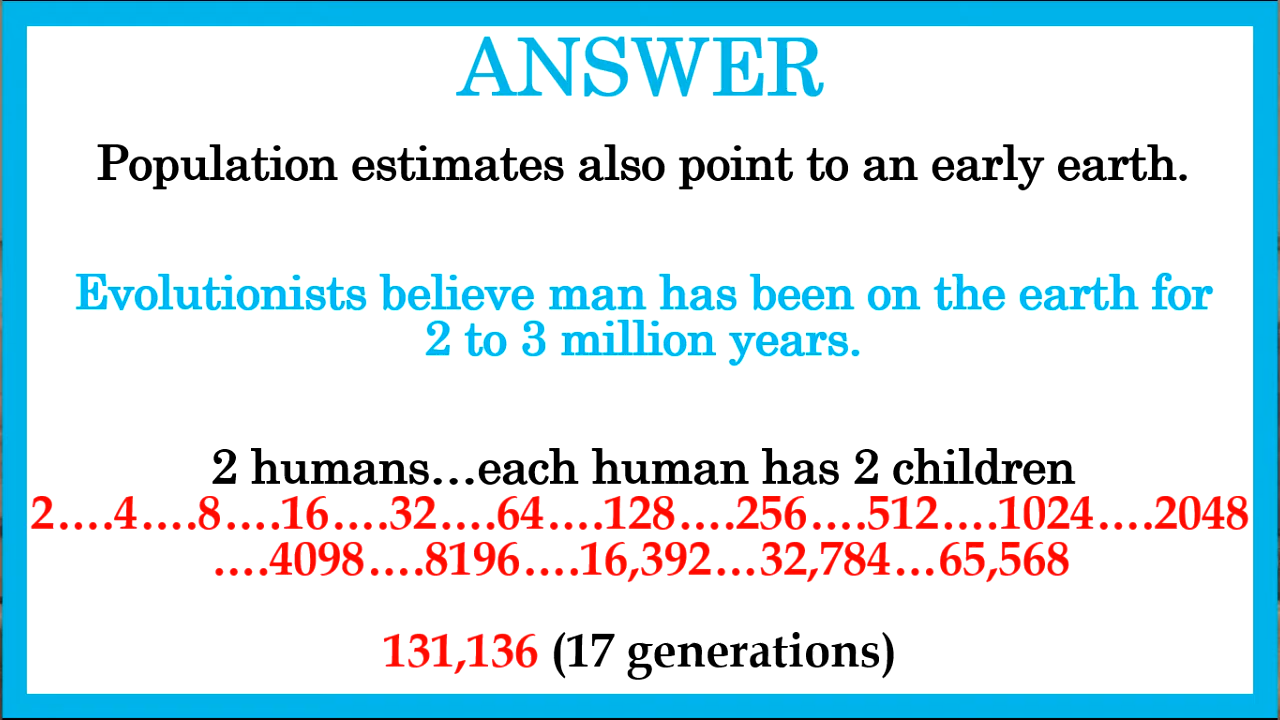 ANSWER
Population estimates also point to an early earth.
Evolutionists believe man has been on the earth for
2 to 3 million years.
2 humans...each human has 2 children
2....4....8....16....32....64....128....256....512....1024....2048
....4098....8196....16,392...32,784...65,568
131,136 (17 generations)